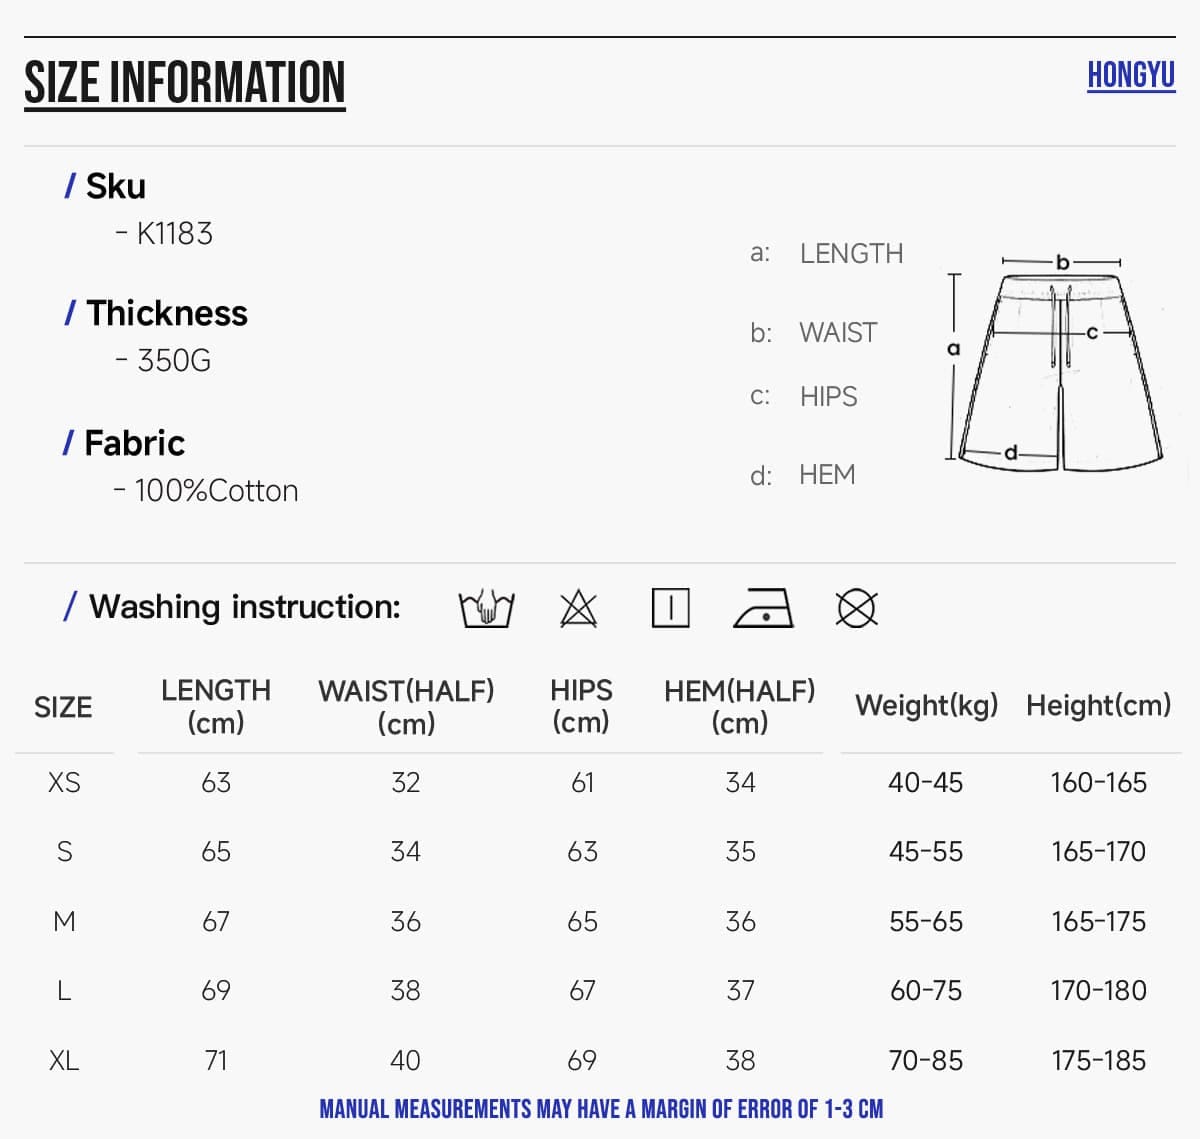 SIZE INFORMATION
HONGYU
/ Sku
- K1183
/ Thickness
- 350G
/ Fabric
- 100%Cotton
a: LENGTH
b: WAIST
c: HIPS
d: HEM
b
c
a
d
/ Washing instruction:
SIZE LENGTH (cm) WAIST(HALF) (cm) HIPS (cm) HEM(HALF) (cm) Weight(kg) Height(cm)
XS 63 32 61 34 40-45 160-165
S 65 34 63 35 45-55 165-170
M 67 36 65 36 55-65 165-175
L 69 38 67 37 60-75 170-180
XL 71 40 69 38 70-85 175-185
MANUAL MEASUREMENTS MAY HAVE A MARGIN OF ERROR OF 1-3 CM